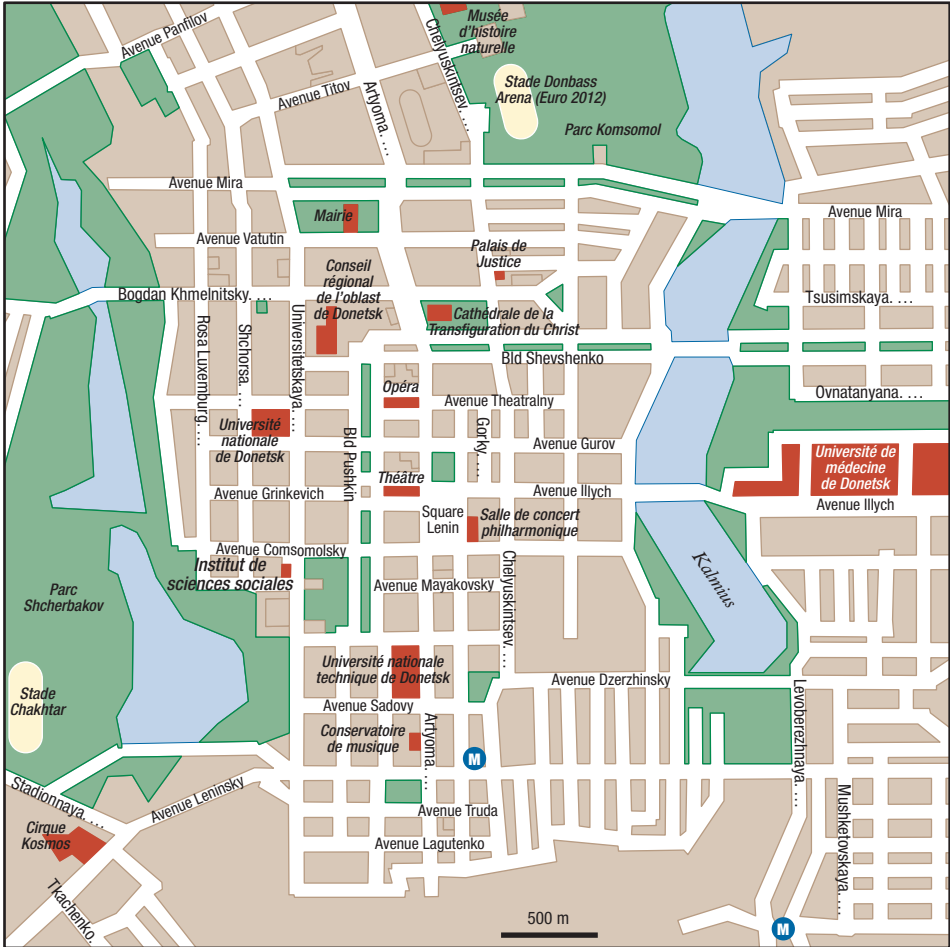 Musée
d'histoire
naturelle
Avenue Panfilov
Chelyuskintsev. ...
Stade Donbass
Arena (Euro 2012)
Avenue Titov
Artyoma. ...
Parc Komsomol
Avenue Mira
Mairie
Avenue Mira
Avenue Vatutin
Palais de
Justice
Conseil
régional
de l'oblast
de Donetsk
Bogdan Khmelnitsky. ...
Tsusimskaya. ...
Cathédrale de la
Transfiguration du Christ
Rosa Luxemburg. ...
Shchorsa. ...
Universitetskaya. ...
Bld Shevshenko
Opéra
Avenue Theatralny
Ovnatanyana. ...
Université
nationale
de Donetsk
Bld Pushkin
Gorky. ...
Avenue Gurov
Université de
médecine
de Donetsk
Théâtre
Avenue Grinkevich
Avenue Illych
Avenue Illych
Square
Lenin
Salle de concert
philharmonique
Avenue Comsomolsky
Institut de
sciences sociales
Chelyuskintsev. ...
Kalmius
Avenue Mayakovsky
Parc
Shcherbakov
Université nationale
technique de Donetsk
Avenue Dzerzhinsky
Stade
Chakhtar
Avenue Sadovy
Levoberezhnaya. ...
Conservatoire
de musique
Artyoma. ...
M
Stadionnaya. ...
Avenue Leninsky
Avenue Truda
Mushketovskaya. ...
Cirque
Kosmos
Avenue Lagutenko
Tkachenko.
500 m
M